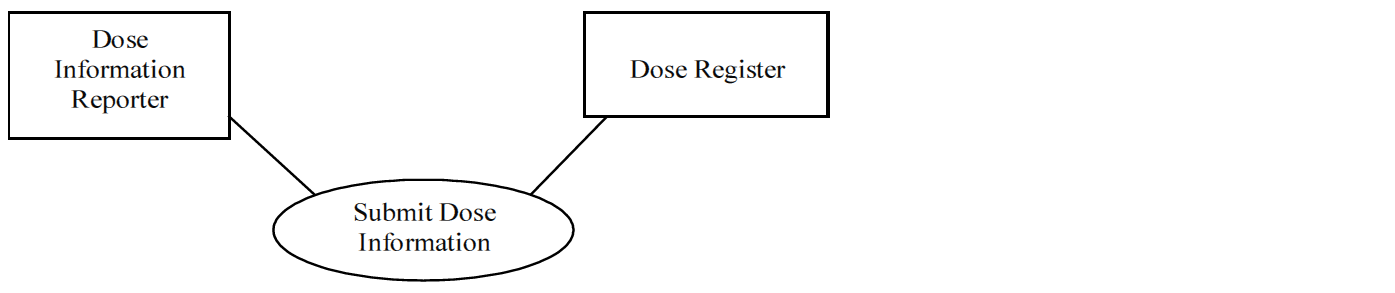 Dose
Information
Reporter
Dose Register
Submit Dose
Information